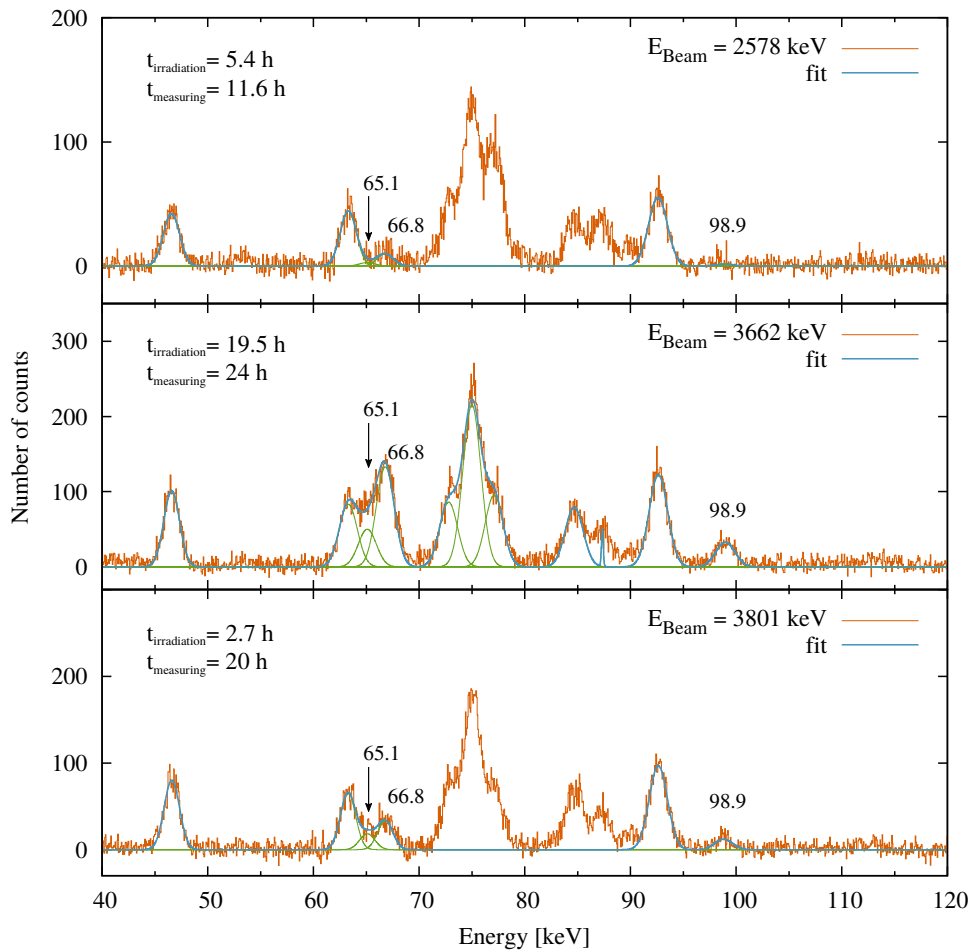 200
100
0
t_irradiation = 5.4 h
t_measuring = 11.6 h
E_Beam = 2578 keV
fit
65.1
66.8
98.9
Number of counts
300
200
100
0
t_irradiation = 19.5 h
t_measuring = 24 h
E_Beam = 3662 keV
fit
65.1
66.8
98.9
200
100
0
t_irradiation = 2.7 h
t_measuring = 20 h
E_Beam = 3801 keV
fit
65.1
66.8
98.9
40 50 60 70 80 90 100 110 120
Energy [keV]